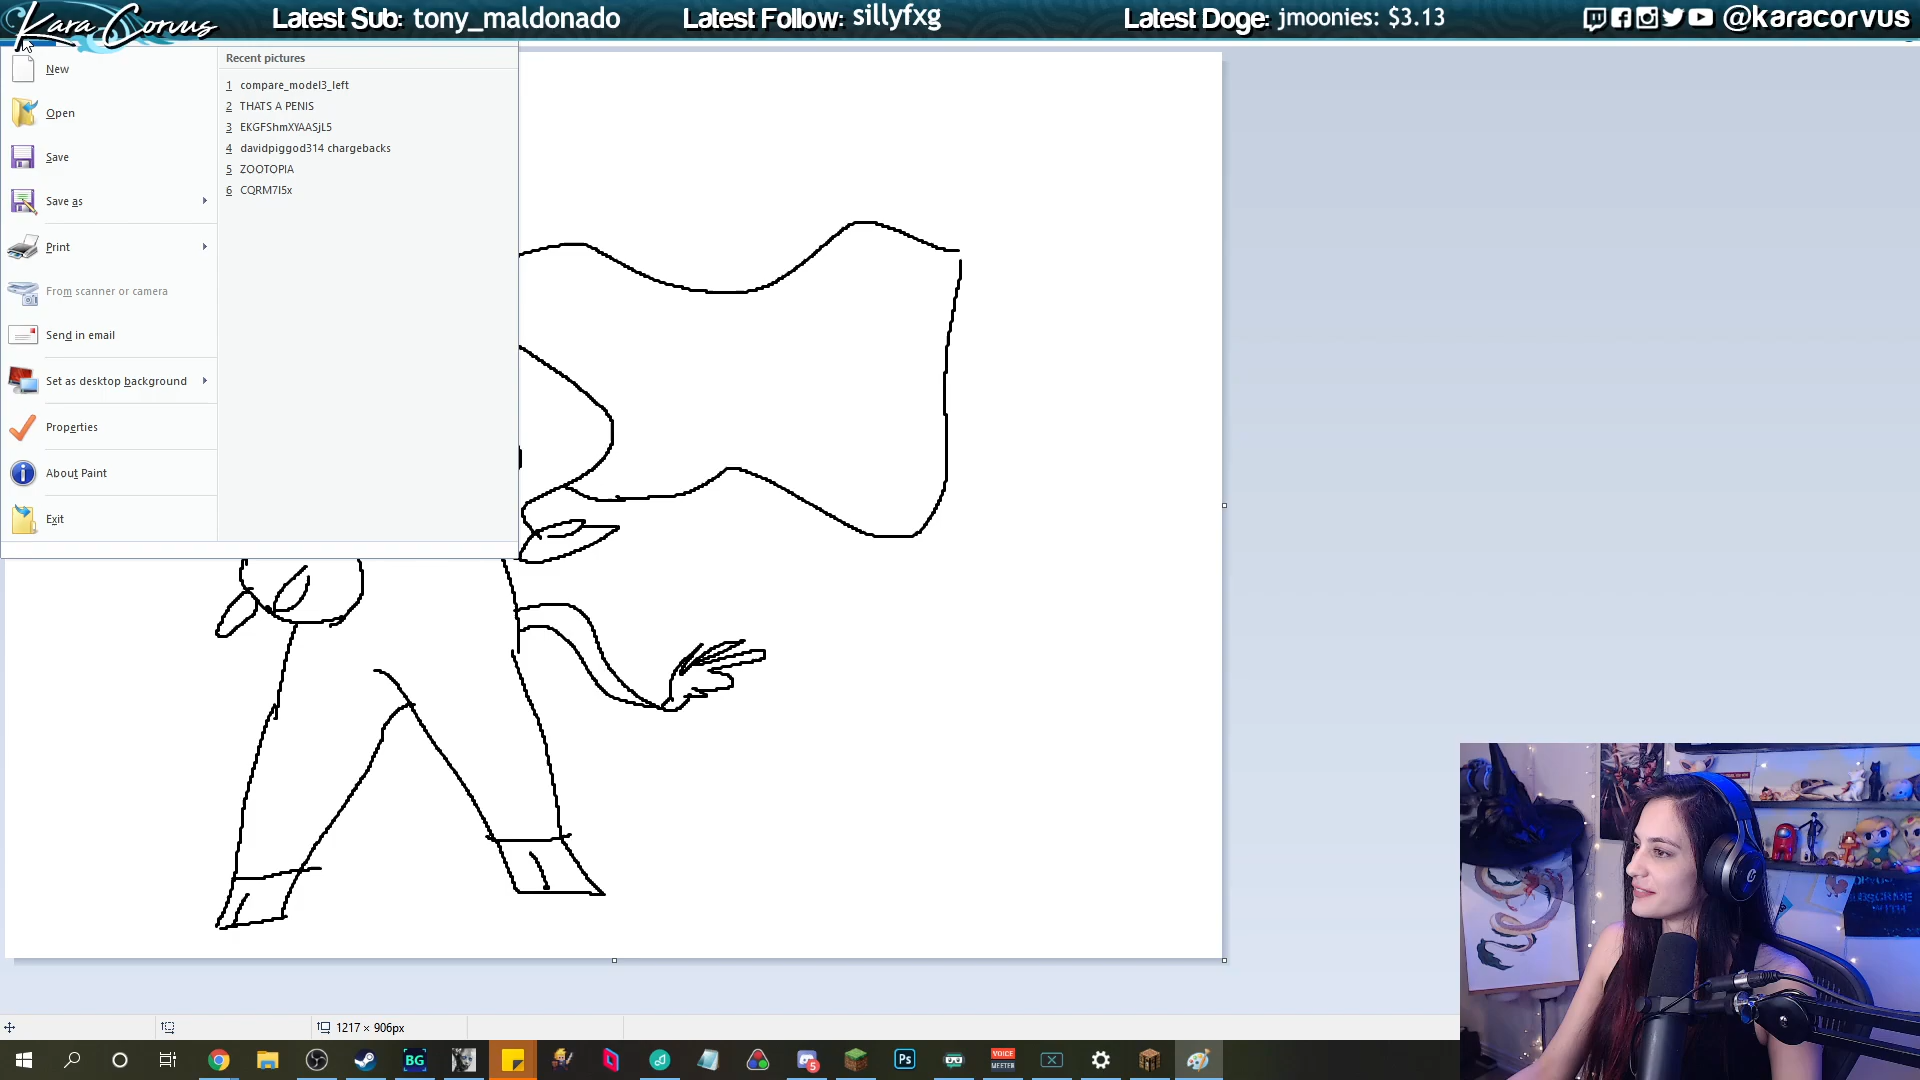 Kara Corvus
Latest Sub: tony_maldonado
Latest Follow: sillyfxg
Latest Doge: jmoonies: $3.13
@karacorvus
New
Open
Save
Save as
Print
From scanner or camera
Send in email
Set as desktop background
Properties
About Paint
Exit
Recent pictures
1 compare_model3_left
2 THATS A PENIS
3 EKGFShmXYAASjL5
4 davidpiggod314 chargebacks
5 ZOOTOPIA
6 CQRM7I5x
SUBSCRIBE
WITH
1217 × 906px
BG
5
Ps
VOICE
MEETER